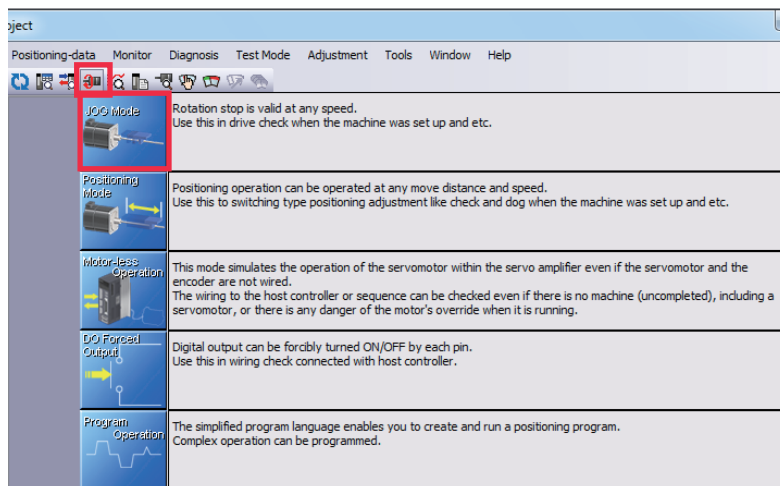 oject
Positioning-data Monitor Diagnosis Test Mode Adjustment Tools Window Help
JOG Mode
Rotation stop is valid at any speed.
Use this in drive check when the machine was set up and etc.
Positioning
Mode
Positioning operation can be operated at any move distance and speed.
Use this to switching type positioning adjustment like check and dog when the machine was set up and etc.
Motor-less
Operation
This mode simulates the operation of the servomotor within the servo amplifier even if the servomotor and the
encoder are not wired.
The wiring to the host controller or sequence can be checked even if there is no machine (uncompleted), including a
servomotor, or there is any danger of the motor's override when it is running.
DO Forced
Output
Digital output can be forcibly turned ON/OFF by each pin.
Use this in wiring check connected with host controller.
Program
Operation
The simplified program language enables you to create and run a positioning program.
Complex operation can be programmed.